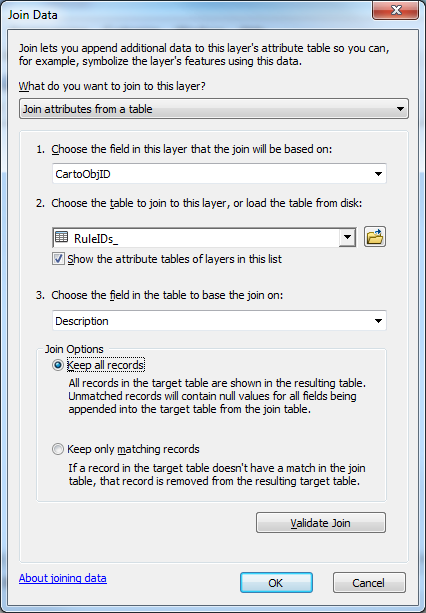 Join Data
Join lets you append additional data to this layer's attribute table so you can,
for example, symbolize the layer's features using this data.
What do you want to join to this layer?
Join attributes from a table
1. Choose the field in this layer that the join will be based on:
CartoObjID
2. Choose the table to join to this layer, or load the table from disk:
RuleIDs_
Show the attribute tables of layers in this list
3. Choose the field in the table to base the join on:
Description
Join Options
Keep all records
All records in the target table are shown in the resulting table.
Unmatched records will contain null values for all fields being
appended into the target table from the join table.
Keep only matching records
If a record in the target table doesn't have a match in the join
table, that record is removed from the resulting target table.
Validate Join
About joining data
OK
Cancel